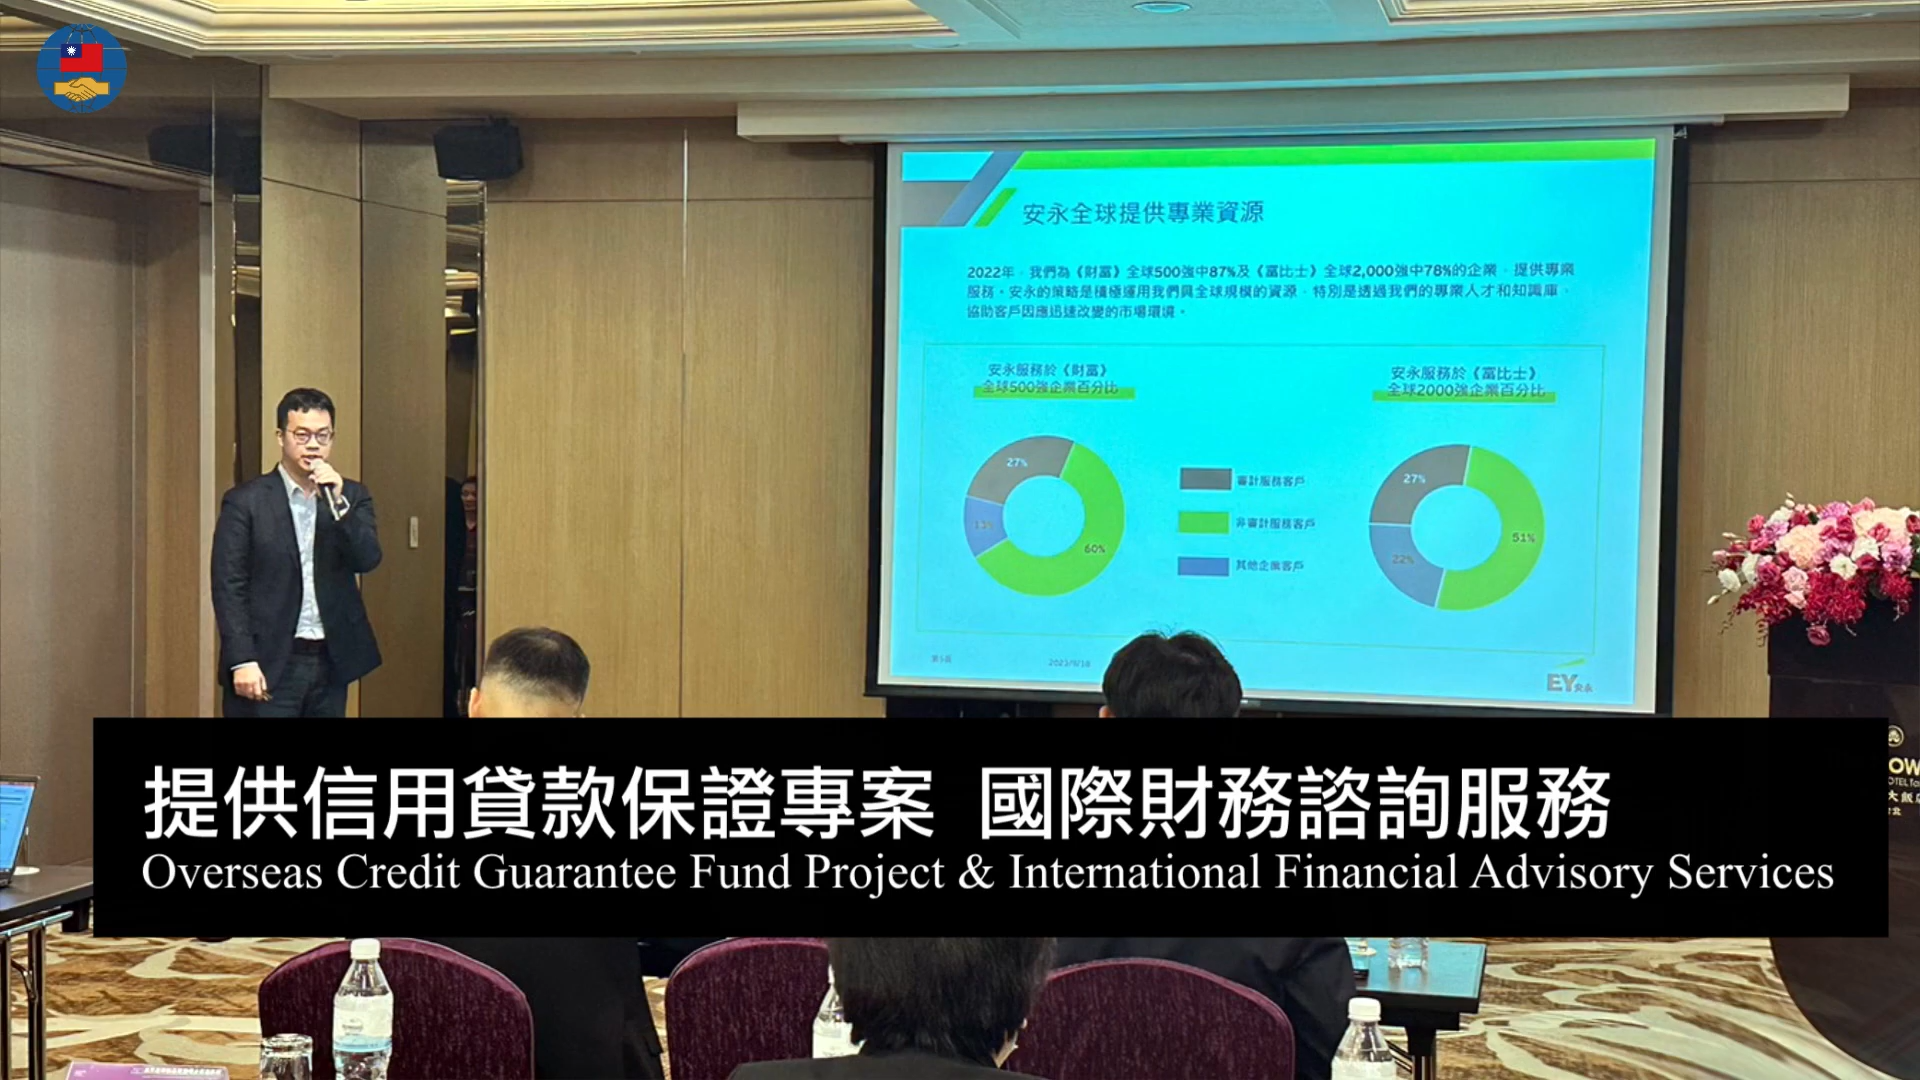 安永全球提供專業資源
2022年，我們為《財富》全球500強中87%及《富比士》全球2,000強中78%的企業，提供專業
服務。安永的策略是積極運用我們具全球規模的資源，特別是透過我們的專業人才和知識庫，
協助客戶因應迅速改變的市場環境。
安永服務於《財富》
全球500強企業百分比
安永服務於《富比士》
全球2000強企業百分比
27%
13%
60%
審計服務客戶
非審計服務客戶
其他企業客戶
27%
22%
51%
第5頁
2023/9/18
EY安永
提供信用貸款保證專案 國際財務諮詢服務
Overseas Credit Guarantee Fund Project & International Financial Advisory Services